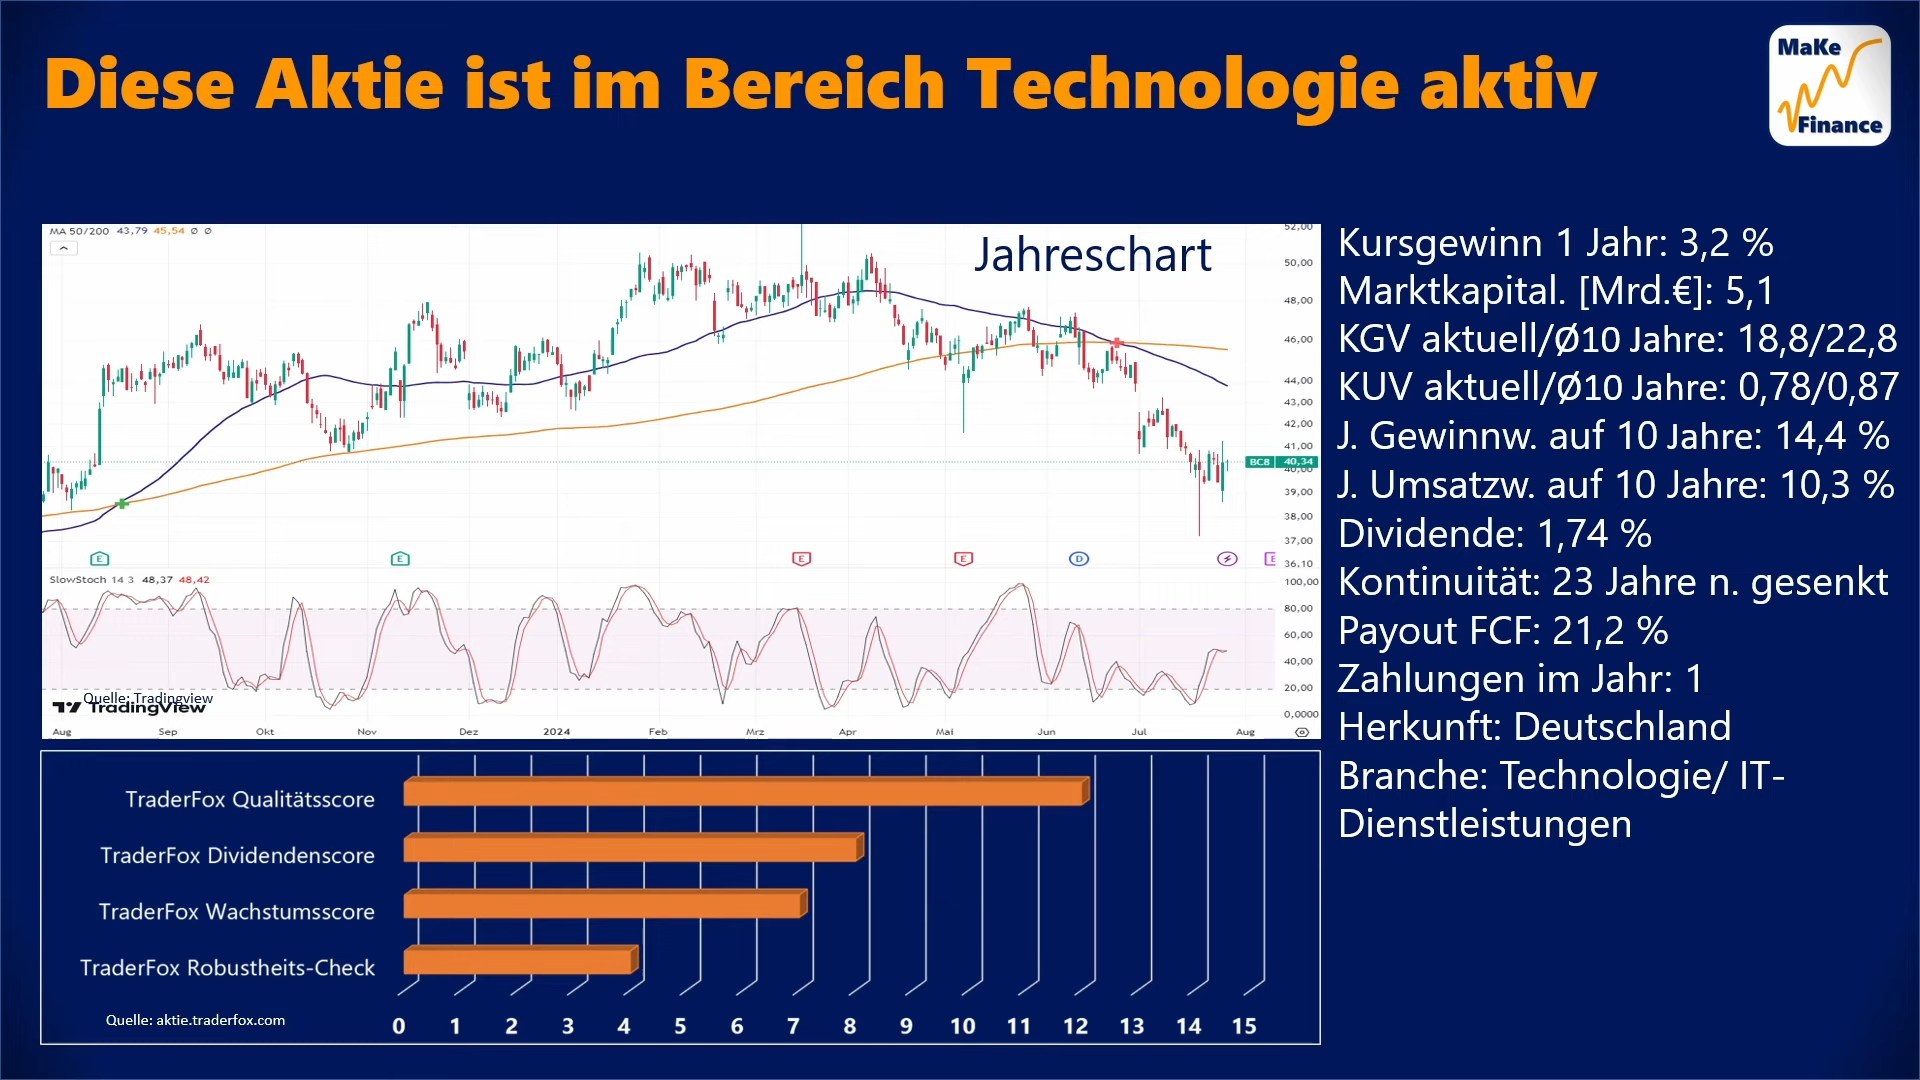 Diese Aktie ist im Bereich Technologie aktiv
MaKe
Finance
MA 50/200 43,79 45,54 Ø Ø
Jahreschart
52,00
50,00
48,00
46,00
44,00
43,00
42,00
41,00
BC8 40,34
40,00
39,00
38,00
37,00
36,10
E E E E D E
SlowStoch 14 3 48,37 48,42
100,00
80,00
60,00
40,00
20,00
0,0000
Quelle: Tradingview
TradingView
Aug Sep Okt Nov Dez 2024 Feb Mrz Apr Mai Jun Jul Aug
Kursgewinn 1 Jahr: 3,2 %
Marktkapital. [Mrd.€]: 5,1
KGV aktuell/Ø10 Jahre: 18,8/22,8
KUV aktuell/Ø10 Jahre: 0,78/0,87
J. Gewinnw. auf 10 Jahre: 14,4 %
J. Umsatzw. auf 10 Jahre: 10,3 %
Dividende: 1,74 %
Kontinuität: 23 Jahre n. gesenkt
Payout FCF: 21,2 %
Zahlungen im Jahr: 1
Herkunft: Deutschland
Branche: Technologie/ IT-
Dienstleistungen
TraderFox Qualitätsscore
TraderFox Dividendenscore
TraderFox Wachstumsscore
TraderFox Robustheits-Check
Quelle: aktie.traderfox.com
0 1 2 3 4 5 6 7 8 9 10 11 12 13 14 15